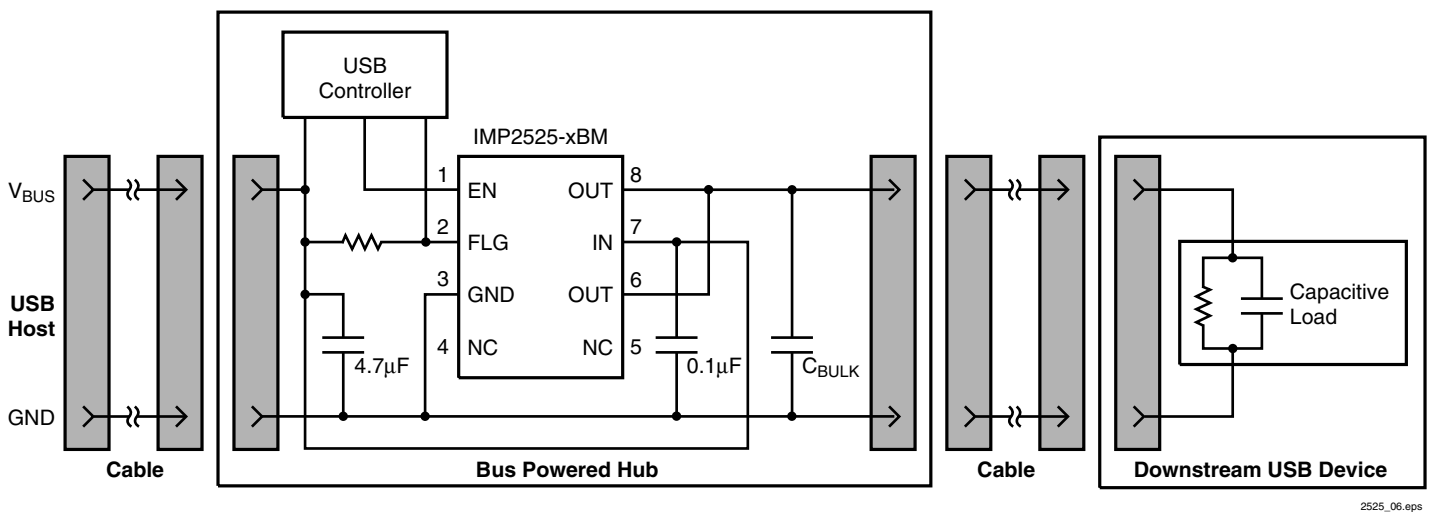 USB
Controller
IMP2525-xBM
V_BUS
1
EN
OUT
8
2
FLG
IN
7
3
GND
OUT
6
4
NC
NC
5
USB
Host
4.7μF
0.1μF
C_BULK
Capacitive
Load
GND
Cable
Bus Powered Hub
Cable
Downstream USB Device
2525_06.eps